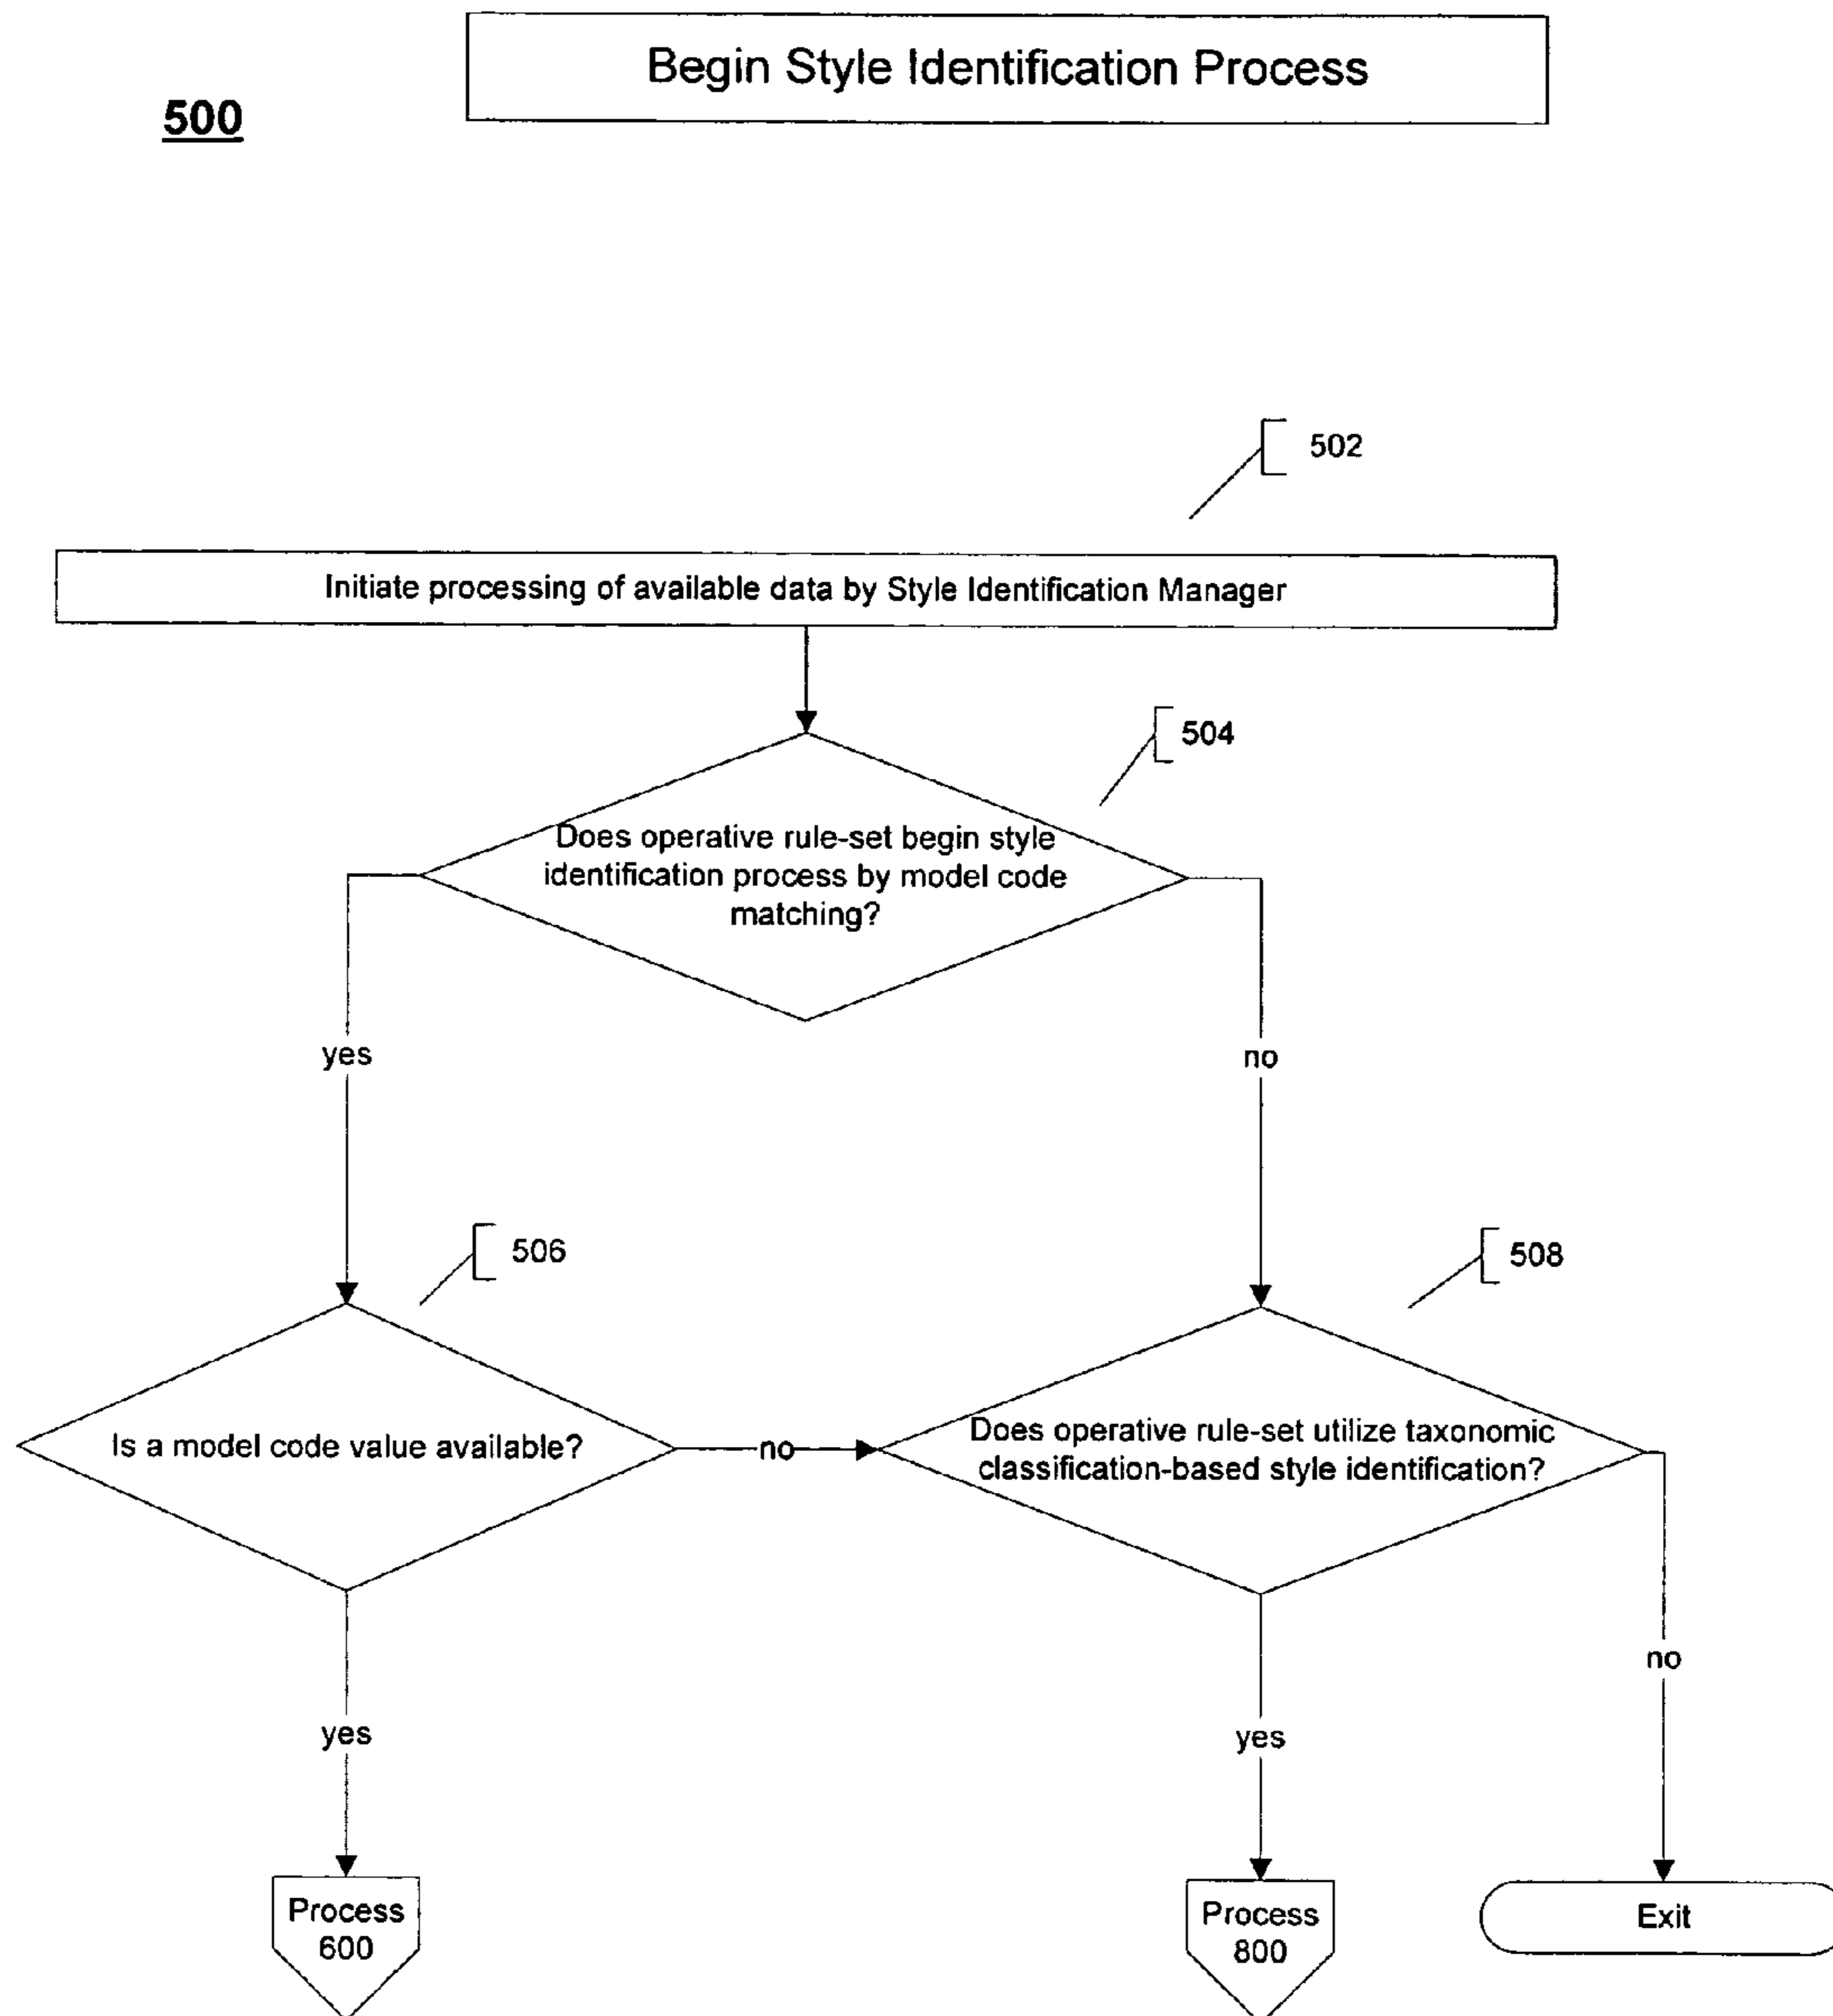 Begin Style Identification Process
500
502
Initiate processing of available data by Style Identification Manager
504
Does operative rule-set begin style
identification process by model code
matching?
yes
no
506
508
Is a model code value available?
no
Does operative rule-set utilize taxonomic
classification-based style identification?
no
yes
yes
Process
600
Process
800
Exit